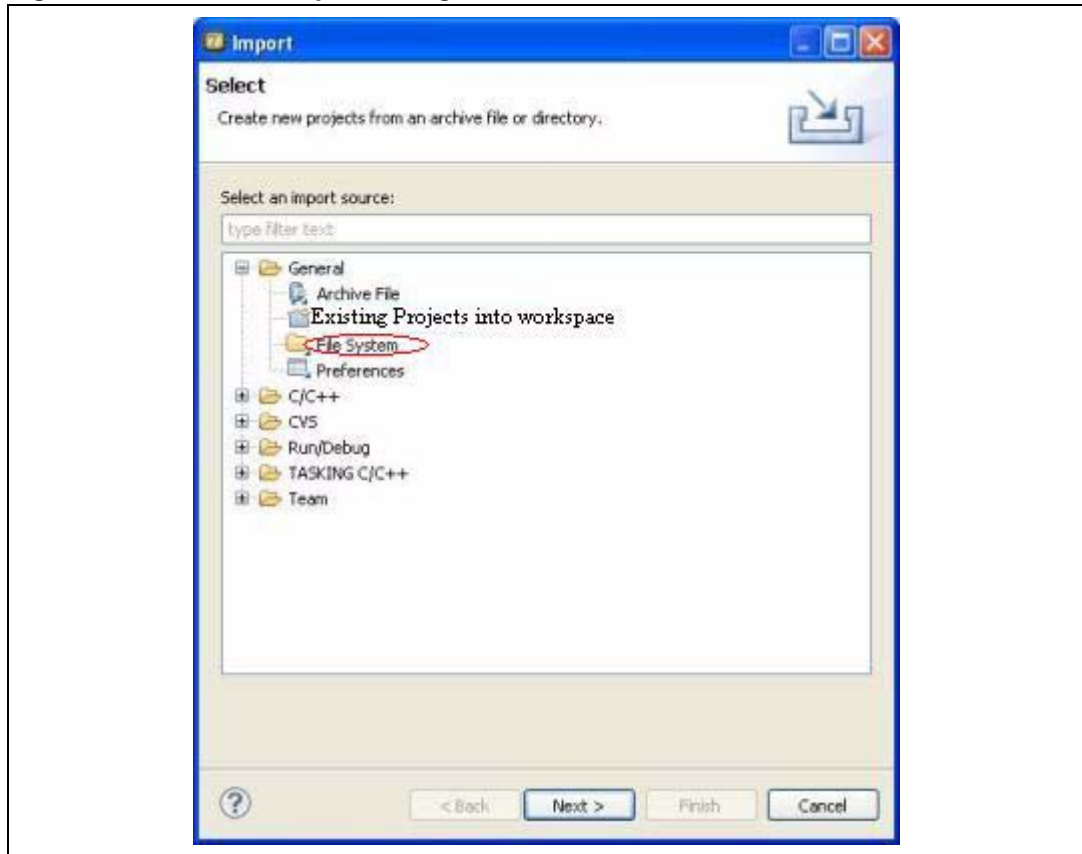 Import
Select
Create new projects from an archive file or directory.
Select an import source:
type filter text
General
Archive File
Existing Projects into workspace
File System
Preferences
C/C++
CVS
Run/Debug
TASKING C/C++
Team
?
< Back
Next >
Finish
Cancel